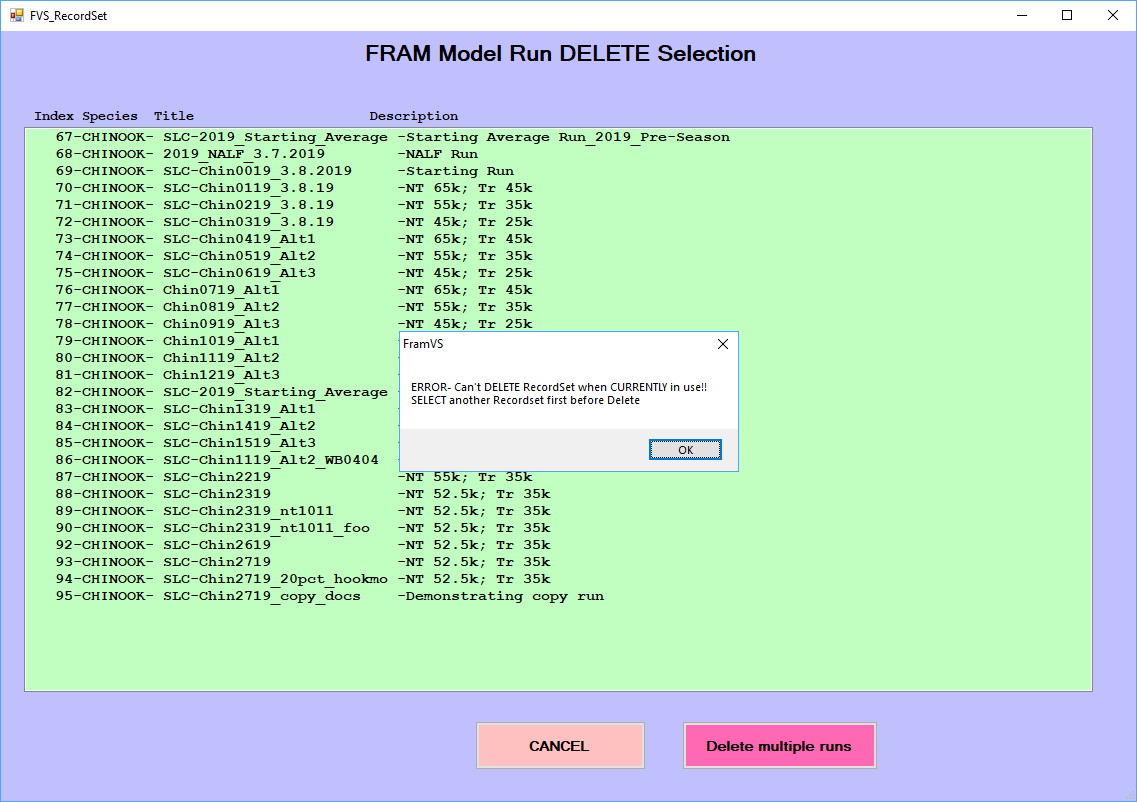 FVS_RecordSet
FRAM Model Run DELETE Selection
Index Species Title Description
67-CHINOOK- SLC-2019_Starting_Average -Starting Average Run_2019_Pre-Season
68-CHINOOK- 2019_NALF_3.7.2019 -NALF Run
69-CHINOOK- SLC-Chin0019_3.8.2019 -Starting Run
70-CHINOOK- SLC-Chin0119_3.8.19 -NT 65k; Tr 45k
71-CHINOOK- SLC-Chin0219_3.8.19 -NT 55k; Tr 35k
72-CHINOOK- SLC-Chin0319_3.8.19 -NT 45k; Tr 25k
73-CHINOOK- SLC-Chin0419_Alt1 -NT 65k; Tr 45k
74-CHINOOK- SLC-Chin0519_Alt2 -NT 55k; Tr 35k
75-CHINOOK- SLC-Chin0619_Alt3 -NT 45k; Tr 25k
76-CHINOOK- Chin0719_Alt1 -NT 65k; Tr 45k
77-CHINOOK- Chin0819_Alt2 -NT 55k; Tr 35k
78-CHINOOK- Chin0919_Alt3 -NT 45k; Tr 25k
79-CHINOOK- Chin1019_Alt1
80-CHINOOK- Chin1119_Alt2
81-CHINOOK- Chin1219_Alt3
82-CHINOOK- SLC-2019_Starting_Average
83-CHINOOK- SLC-Chin1319_Alt1
84-CHINOOK- SLC-Chin1419_Alt2
85-CHINOOK- SLC-Chin1519_Alt3
86-CHINOOK- SLC-Chin1119_Alt2_WB0404
87-CHINOOK- SLC-Chin2219 -NT 55k; Tr 35k
88-CHINOOK- SLC-Chin2319 -NT 52.5k; Tr 35k
89-CHINOOK- SLC-Chin2319_nt1011 -NT 52.5k; Tr 35k
90-CHINOOK- SLC-Chin2319_nt1011_foo -NT 52.5k; Tr 35k
92-CHINOOK- SLC-Chin2619 -NT 52.5k; Tr 35k
93-CHINOOK- SLC-Chin2719 -NT 52.5k; Tr 35k
94-CHINOOK- SLC-Chin2719_20pct_hookmo -NT 52.5k; Tr 35k
95-CHINOOK- SLC-Chin2719_copy_docs -Demonstrating copy run
FramVS
ERROR- Can't DELETE RecordSet when CURRENTLY in use!!
SELECT another Recordset first before Delete
OK
CANCEL
Delete multiple runs